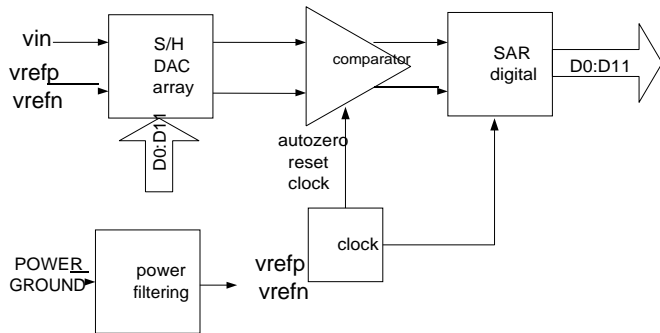 vin
vrefp
vrefn
S/H
DAC
array
D0:D11
comparator
autozero
reset
clock
SAR
digital
D0:D11
clock
POWER
GROUND
power
filtering
vrefp
vrefn